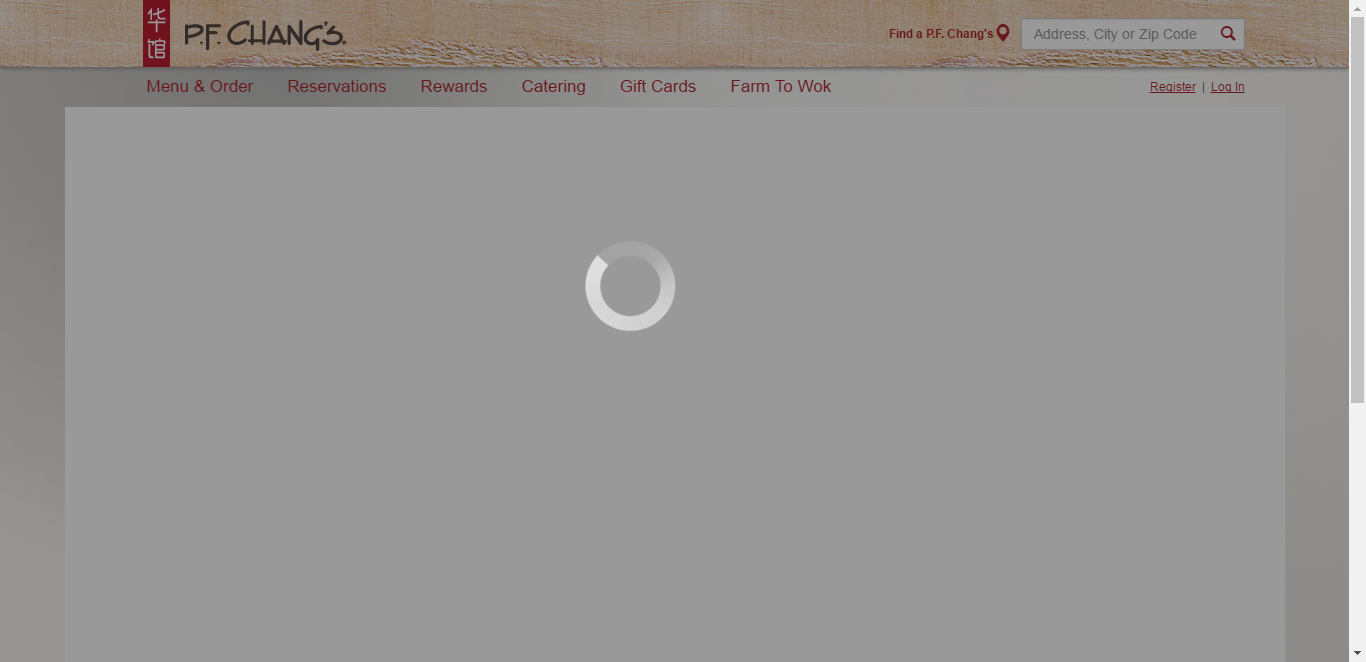 华馆
P.F. CHANG'S®
Find a P.F. Chang's
Address, City or Zip Code
Menu & Order
Reservations
Rewards
Catering
Gift Cards
Farm To Wok
Register | Log In